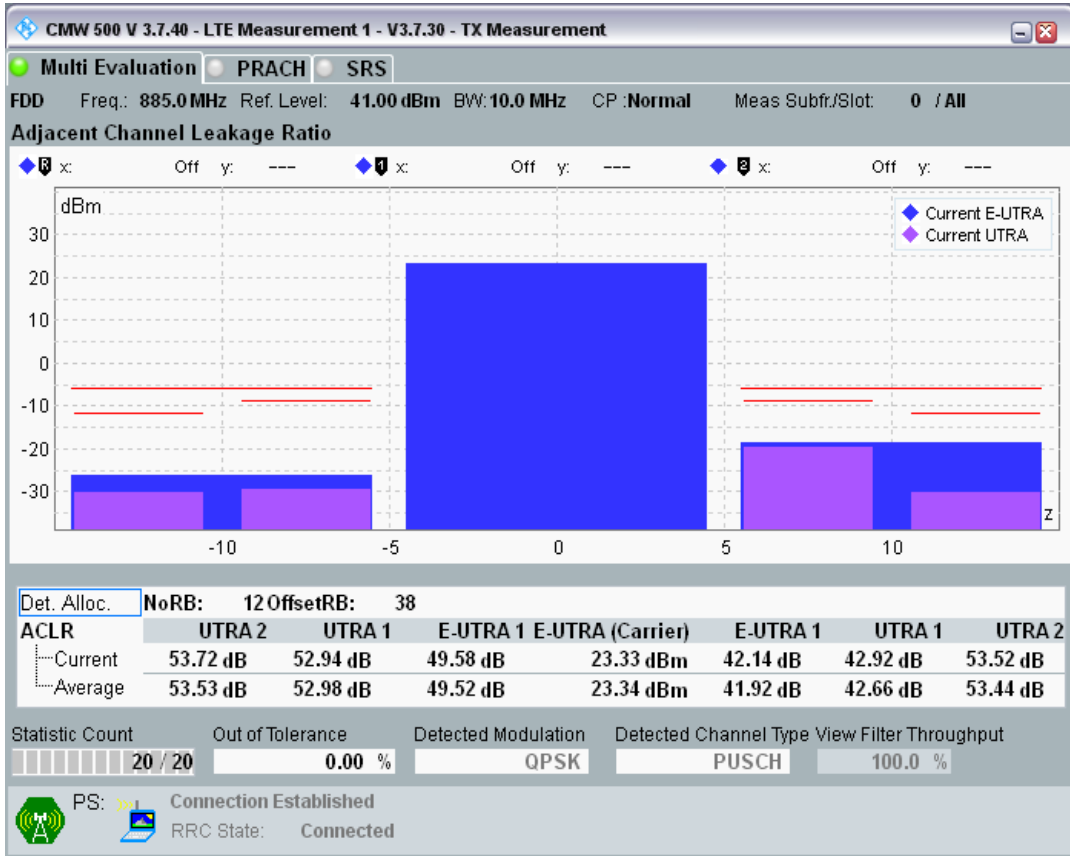 CMW 500 V 3.7.40 - LTE Measurement 1 - V3.7.30 - TX Measurement
Multi Evaluation PRACH SRS
FDD Freq.: 885.0 MHz Ref. Level: 41.00 dBm BW: 10.0 MHz CP :Normal Meas Subfr./Slot: 0 / All
Adjacent Channel Leakage Ratio
R x: Off y: --- 1 x: Off y: --- 2 x: Off y: ---
dBm
Current E-UTRA
Current UTRA
30
20
10
0
-10
-20
-30
z
-10 -5 0 5 10
Det. Alloc. NoRB: 12 OffsetRB: 38
ACLR UTRA 2 UTRA 1 E-UTRA 1 E-UTRA (Carrier) E-UTRA 1 UTRA 1 UTRA 2
Current 53.72 dB 52.94 dB 49.58 dB 23.33 dBm 42.14 dB 42.92 dB 53.52 dB
Average 53.53 dB 52.98 dB 49.52 dB 23.34 dBm 41.92 dB 42.66 dB 53.44 dB
Statistic Count Out of Tolerance Detected Modulation Detected Channel Type View Filter Throughput
20 / 20 0.00 % QPSK PUSCH 100.0 %
PS: Connection Established
RRC State: Connected